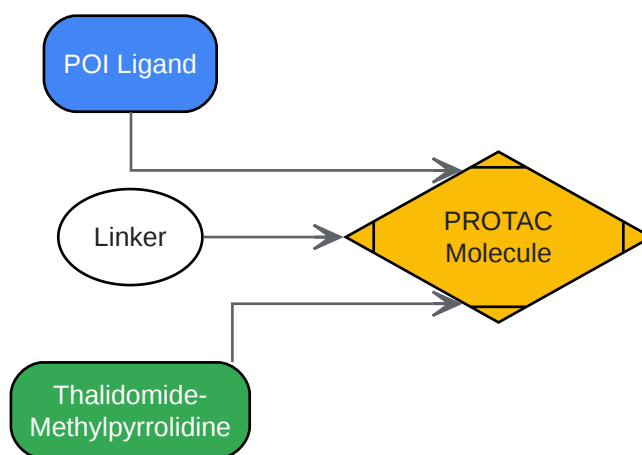 POI Ligand
Linker
PROTAC
Molecule
Thalidomide-
Methylpyrrolidine